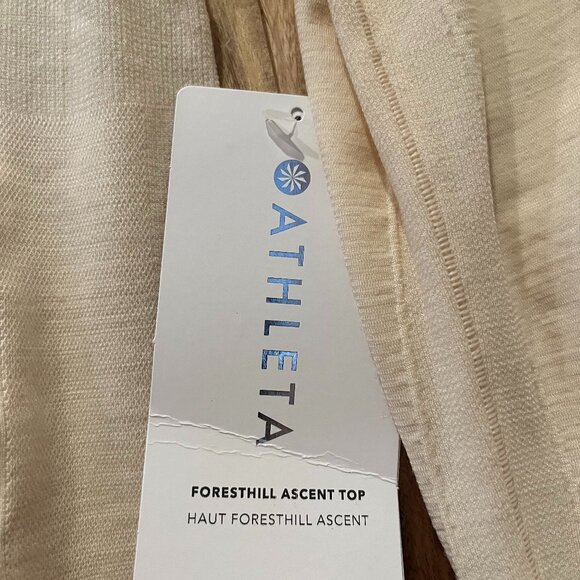 ATHLETA
FORESTHILL ASCENT TOP
HAUT FORESTHILL ASCENT